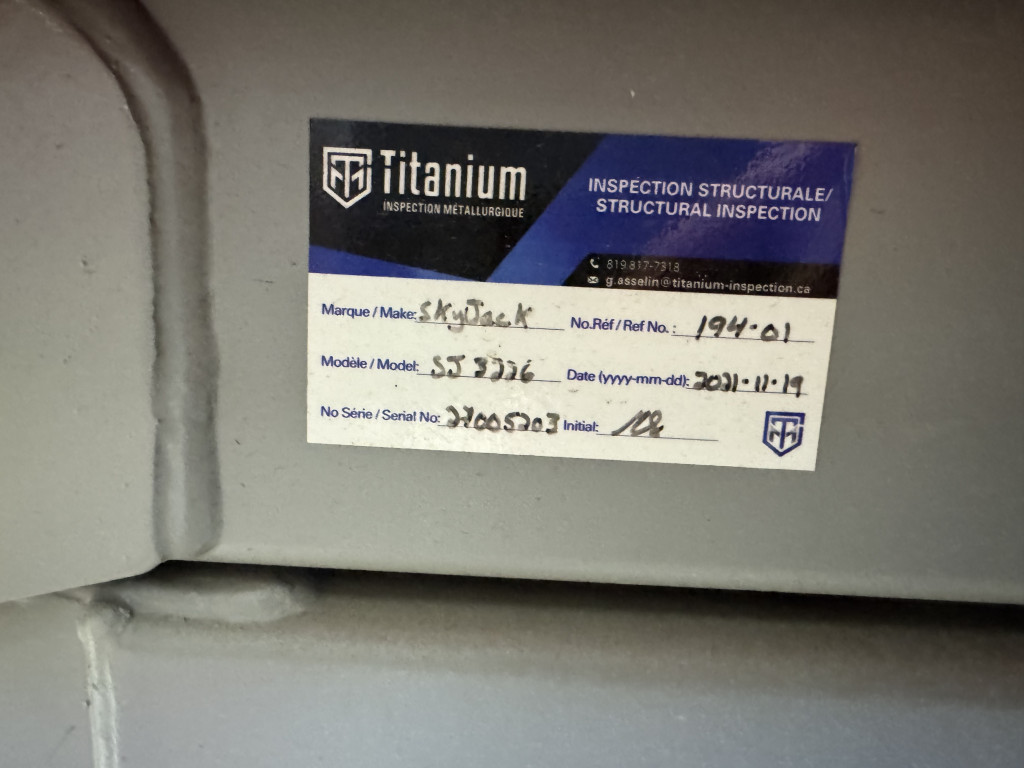 Titanium
INSPECTION MÉTALLURGIQUE
INSPECTION STRUCTURALE/
STRUCTURAL INSPECTION
819.817-7318
g.asselin@titanium-inspection.ca
Marque / Make: SkyJack No.Réf / Ref No. : 194-01
Modèle / Model: SJ 3226 Date (yyyy-mm-dd): 2021-11-19
No Série / Serial No: 27005203 Initial: